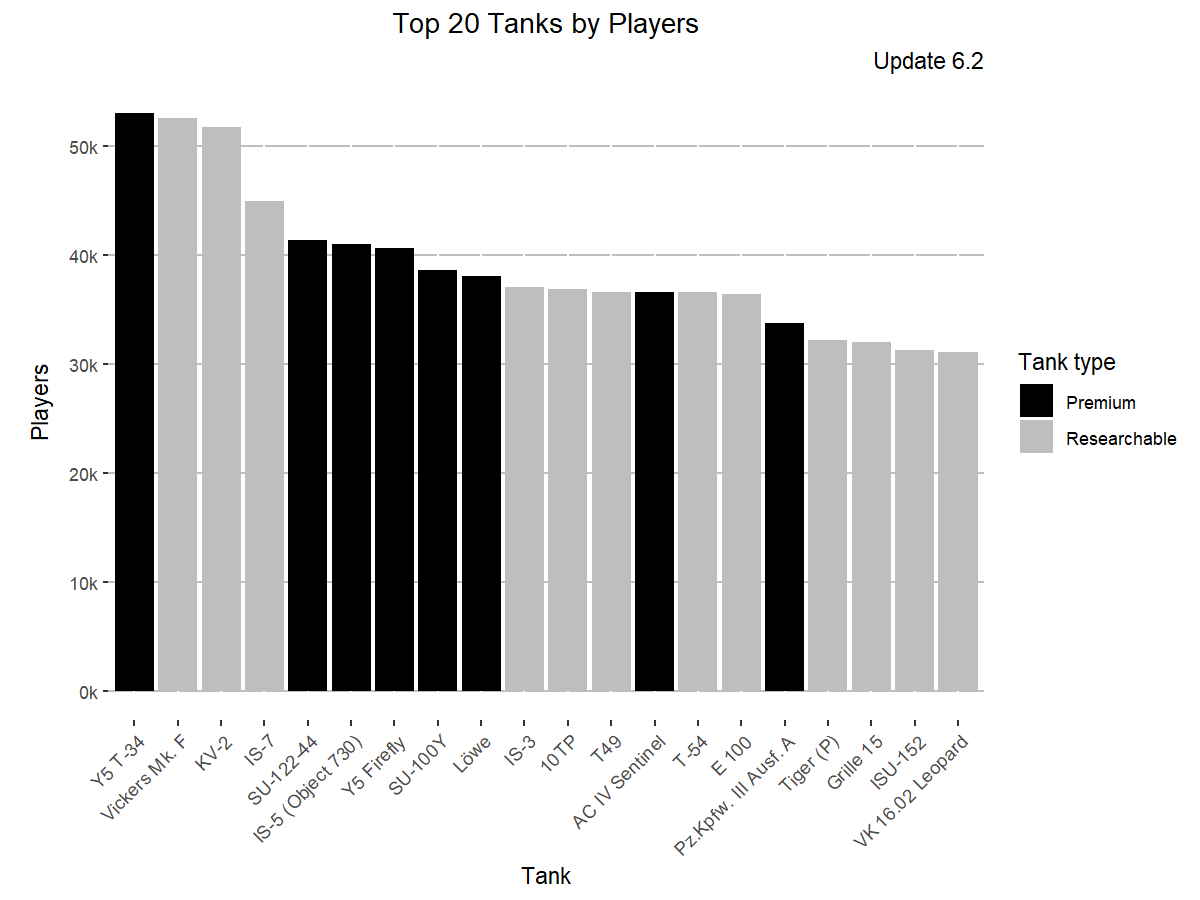 Top 20 Tanks by Players
Update 6.2
Players
50k
40k
30k
20k
10k
0k
Y5 T-34
Vickers Mk. F
KV-2
IS-7
SU-122-44
IS-5 (Object 730)
Y5 Firefly
SU-100Y
Löwe
IS-3
10TP
T49
AC IV Sentinel
T-54
E 100
Pz.Kpfw. III Ausf. A
Tiger (P)
Grille 15
ISU-152
VK 16.02 Leopard
Tank
Tank type
Premium
Researchable